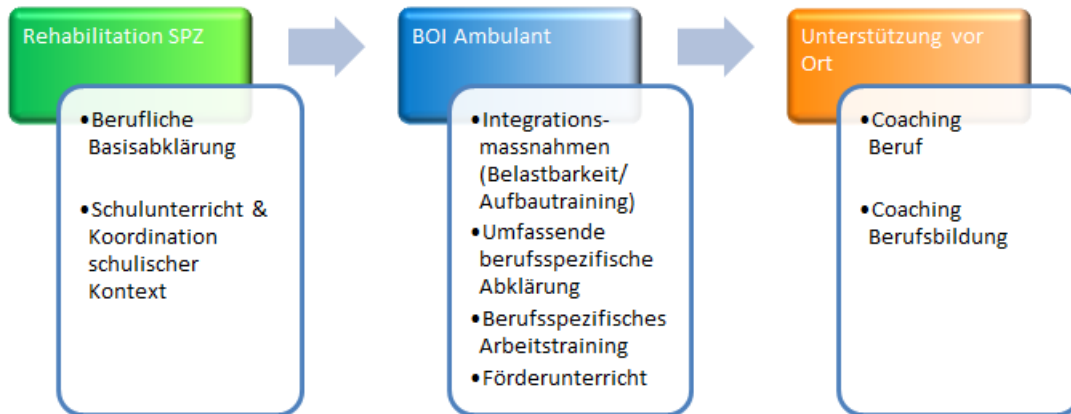 Rehabilitation SPZ
•Berufliche
Basisabklärung
•Schulunterricht &
Koordination
schulischer
Kontext
BOI Ambulant
•Integrations-
massnahmen
(Belastbarkeit/
Aufbautraining)
•Umfassende
berufsspezifische
Abklärung
•Berufsspezifisches
Arbeitstraining
•Förderunterricht
Unterstützung vor
Ort
•Coaching
Beruf
•Coaching
Berufsbildung